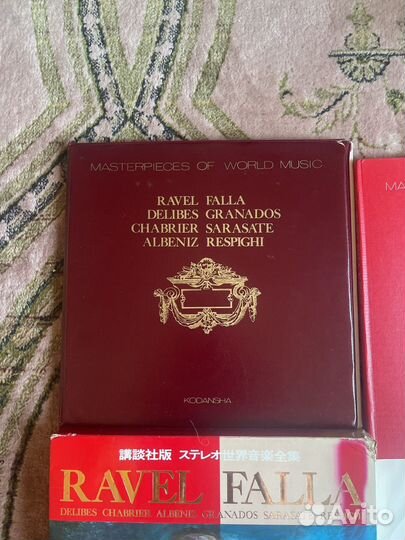 MASTERPIECES OF WORLD MUSIC
RAVEL FALLA
DELIBES GRANADOS
CHABRIER SARASATE
ALBENIZ RESPIGHI
KODANSHA
MA
講談社版 ステレオ世界音楽全集
RAVEL FALLA
DELIBES CHABRIER ALBENIZ GRANADOS SARASATE
Avito